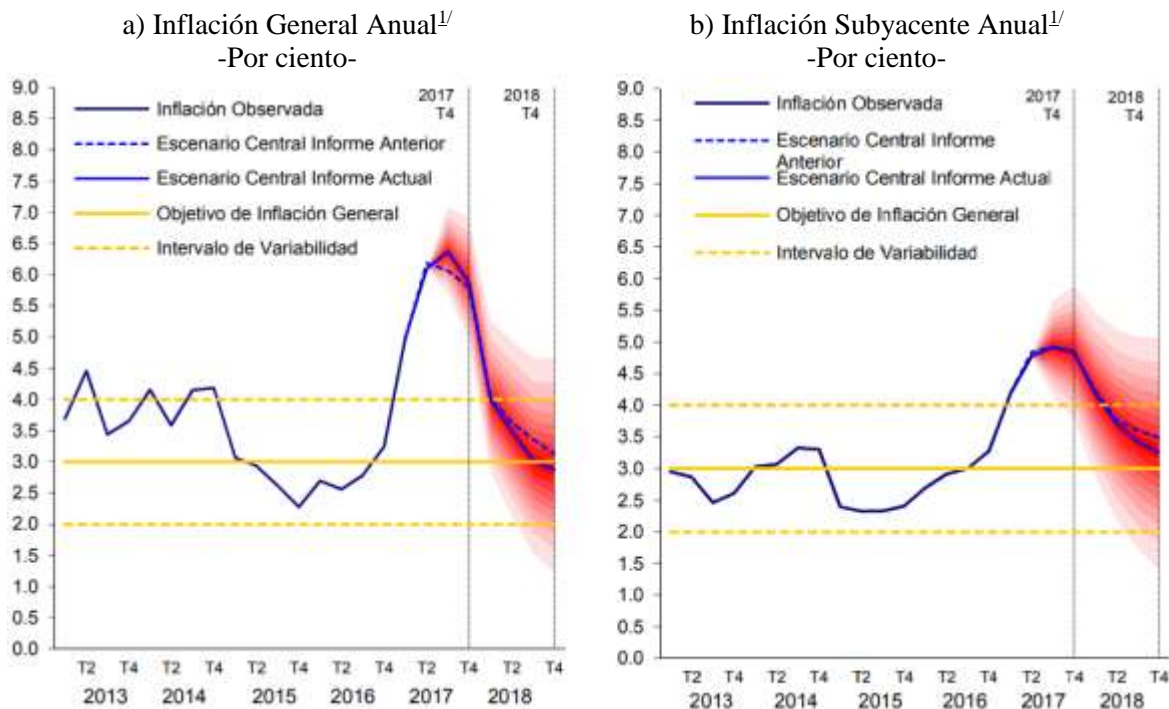 a) Inflación General Anual1/
-Por ciento-
9.0
8.5
8.0
7.5
7.0
6.5
6.0
5.5
5.0
4.5
4.0
3.5
3.0
2.5
2.0
1.5
1.0
0.5
0.0
Inflación Observada
Escenario Central Informe Anterior
Escenario Central Informe Actual
Objetivo de Inflación General
Intervalo de Variabilidad
2017
T4
2018
T4
T2 T4 T2 T4 T2 T4 T2 T4 T2 T4 T2 T4
2013 2014 2015 2016 2017 2018
b) Inflación Subyacente Anual1/
-Por ciento-
9.0
8.5
8.0
7.5
7.0
6.5
6.0
5.5
5.0
4.5
4.0
3.5
3.0
2.5
2.0
1.5
1.0
0.5
0.0
Inflación Observada
Escenario Central Informe
Anterior
Escenario Central Informe Actual
Objetivo de Inflación General
Intervalo de Variabilidad
2017
T4
2018
T4
T2 T4 T2 T4 T2 T4 T2 T4 T2 T4 T2 T4
2013 2014 2015 2016 2017 2018